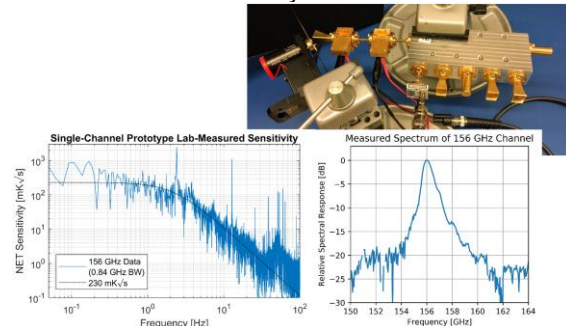 Single-Channel Prototype Lab-Measured Sensitivity
NET Sensitivity [mK√s]
10³
10²
10¹
10⁰
10⁻¹
156 GHz Data
(0.84 GHz BW)
230 mK√s
10⁻¹
10⁰
10¹
10²
Frequency [Hz]
Measured Spectrum of 156 GHz Channel
Relative Spectral Response [dB]
0
−5
−10
−15
−20
−25
−30
150 152 154 156 158 160 162 164
Frequency [GHz]